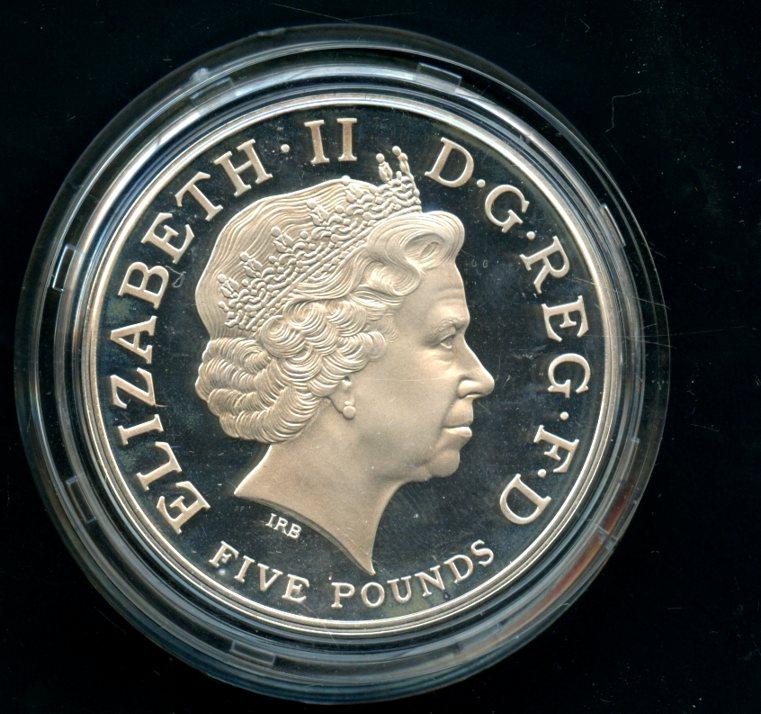 ELIZABETH · II D · G · REG · F · D
IRB
FIVE POUNDS